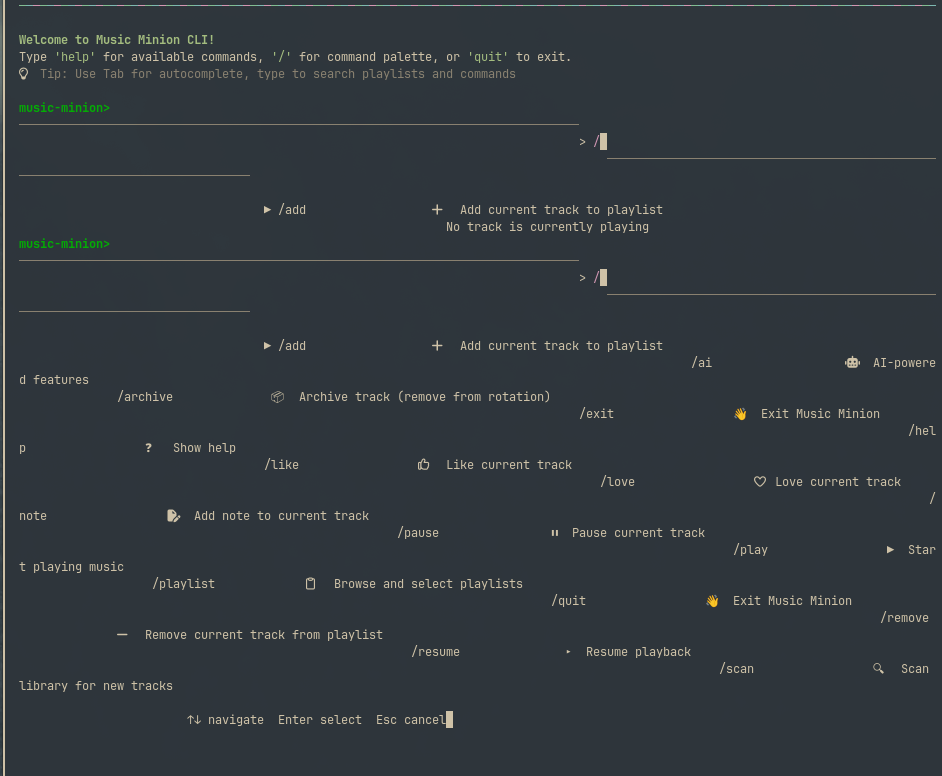 Welcome to Music Minion CLI!
Type 'help' for available commands, '/' for command palette, or 'quit' to exit.
Tip: Use Tab for autocomplete, type to search playlists and commands
music-minion>
> /
▶ /add + Add current track to playlist
No track is currently playing
music-minion>
> /
▶ /add + Add current track to playlist
/ai 🤖 AI-powere
d features
/archive 📦 Archive track (remove from rotation)
/exit 👋 Exit Music Minion
/hel
p ? Show help
/like 👍 Like current track
/love ♡ Love current track
/
note 📝 Add note to current track
/pause ⏸ Pause current track
/play ▶ Star
t playing music
/playlist 📋 Browse and select playlists
/quit 👋 Exit Music Minion
/remove
− Remove current track from playlist
/resume ▸ Resume playback
/scan 🔍 Scan
library for new tracks
↑↓ navigate Enter select Esc cancel